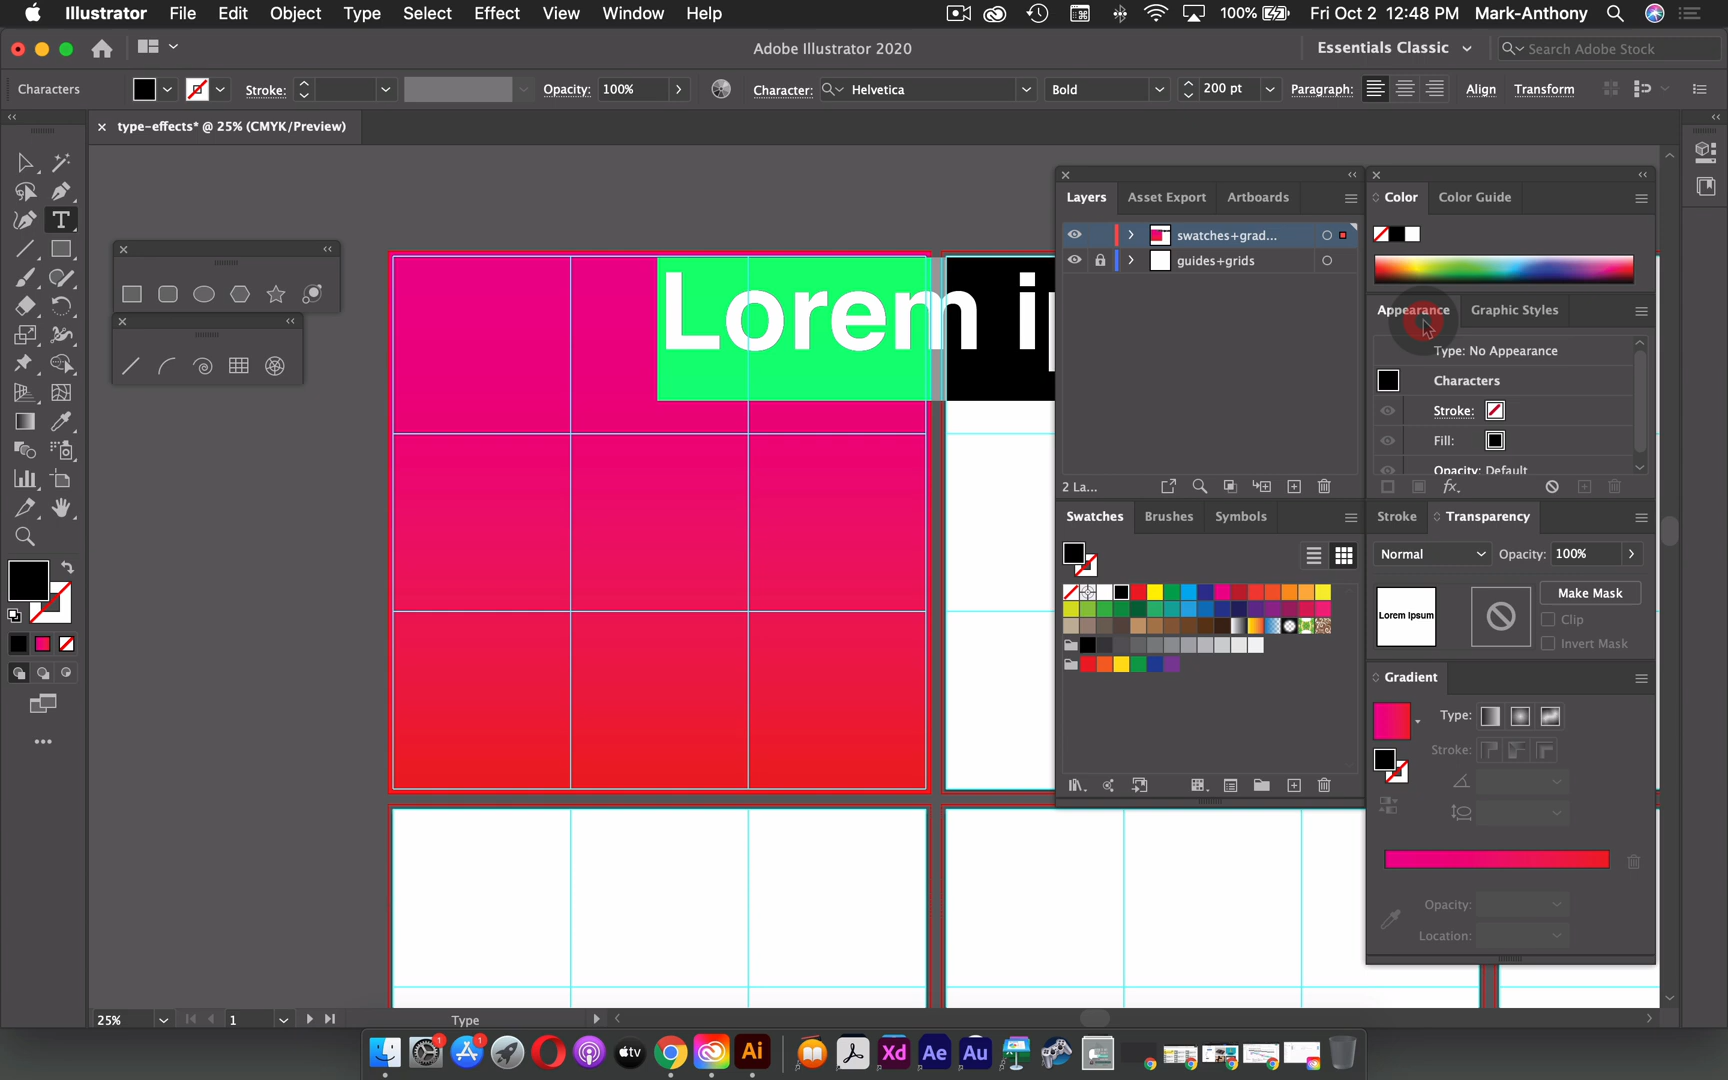 Illustrator File Edit Object Type Select Effect View Window Help 100% Fri Oct 2 12:48 PM Mark-Anthony
Adobe Illustrator 2020 Essentials Classic Search Adobe Stock
Characters Stroke: Opacity: 100% Character: Helvetica Bold 200 pt Paragraph: Align Transform
type-effects* @ 25% (CMYK/Preview)
Layers Asset Export Artboards
swatches+grad...
guides+grids
2 La...
Color Color Guide
Appearance Graphic Styles
Type: No Appearance
Characters
Stroke:
Fill:
Opacity: Default
fx.
Lorem ip
Swatches Brushes Symbols
Stroke Transparency
Normal Opacity: 100%
Lorem Ipsum
Make Mask
Clip
Invert Mask
Gradient
Type:
Stroke:
Opacity:
Location:
25% 1 Type
1 1 tv Ai Xd Ae Au